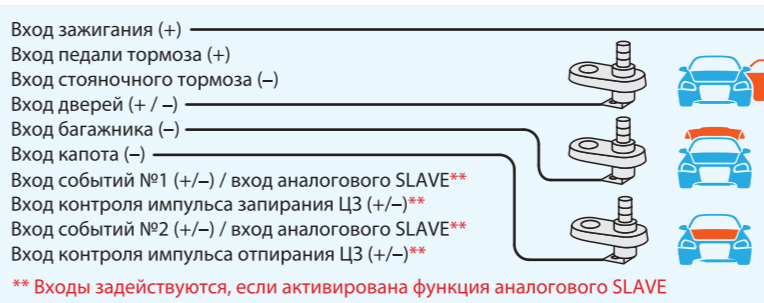 Вход зажигания (+)
Вход педали тормоза (+)
Вход стояночного тормоза (–)
Вход дверей (+ / –)
Вход багажника (–)
Вход капота (–)
Вход событий №1 (+/–) / вход аналогового SLAVE**
Вход контроля импульса запирания ЦЗ (+/–)**
Вход событий №2 (+/–) / вход аналогового SLAVE**
Вход контроля импульса отпирания ЦЗ (+/–)**
** Входы задействуются, если активирована функция аналогового SLAVE